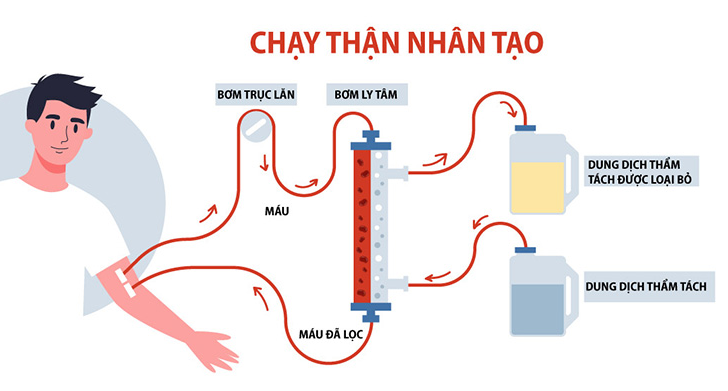 CHẠY THẬN NHÂN TẠO
BƠM TRỤC LĂN
BƠM LY TÂM
DUNG DỊCH THẨM
TÁCH ĐƯỢC LOẠI BỎ
MÁU
DUNG DỊCH THẨM TÁCH
MÁU ĐÃ LỌC